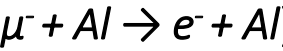 μ⁻ + Al → e⁻ + Al